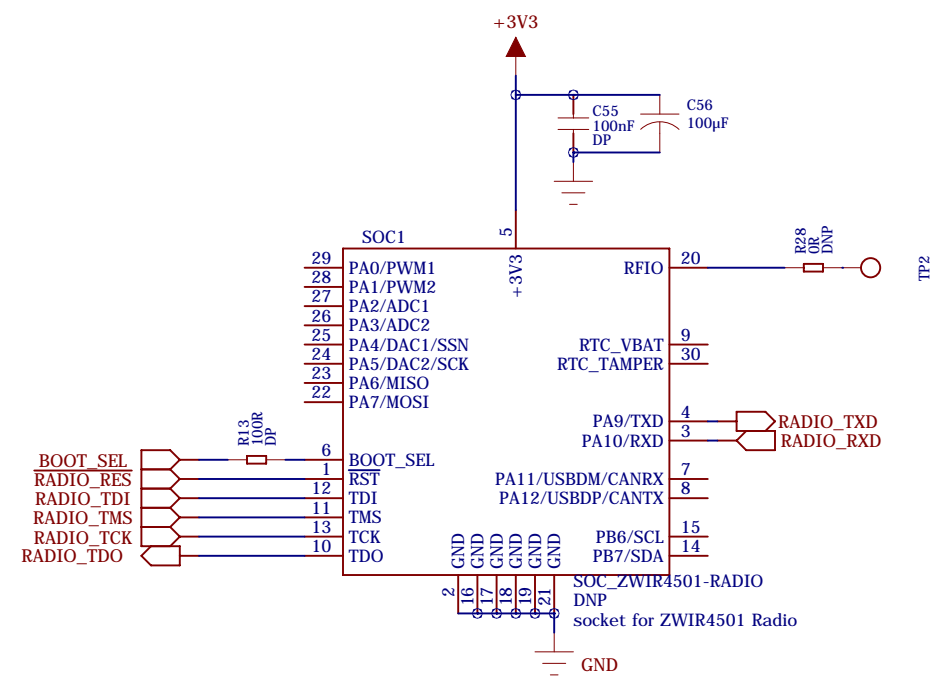 +3V3
C55
100nF
DP
C56
100µF
SOC1
5
+3V3
29 PA0/PWM1
28 PA1/PWM2
27 PA2/ADC1
26 PA3/ADC2
25 PA4/DAC1/SSN
24 PA5/DAC2/SCK
23 PA6/MISO
22 PA7/MOSI
RFIO 20
R28
0R
DNP
TP2
RTC_VBAT 9
RTC_TAMPER 30
PA9/TXD 4 RADIO_TXD
PA10/RXD 3 RADIO_RXD
PA11/USBDM/CANRX 7
PA12/USBDP/CANTX 8
PB6/SCL 15
PB7/SDA 14
R13
100R
DP
BOOT_SEL 6 BOOT_SEL
RADIO_RES 1 RST
RADIO_TDI 12 TDI
RADIO_TMS 11 TMS
RADIO_TCK 13 TCK
RADIO_TDO 10 TDO
GND GND GND GND GND GND
2 16 17 18 19 21
SOC_ZWIR4501-RADIO
DNP
socket for ZWIR4501 Radio
GND